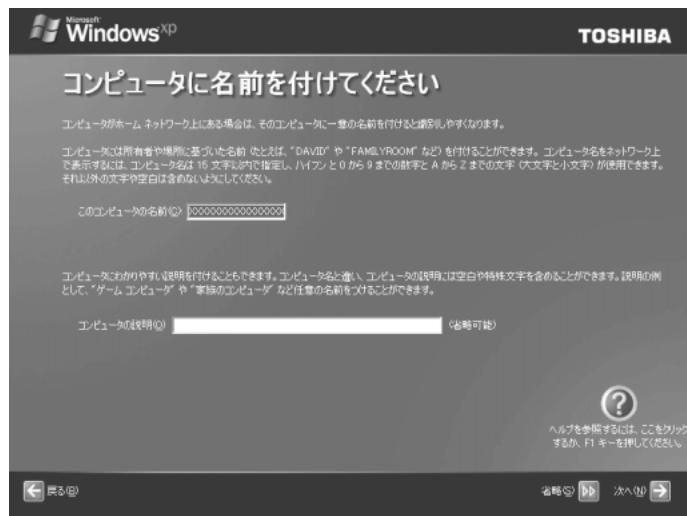 Microsoft
Windows xp
TOSHIBA
コンピュータに名前を付けてください
コンピュータがホーム ネットワーク上にある場合は、そのコンピュータに一意の名前を付けると識別しやすくなります。
コンピュータには所有者や場所に基づいた名前 (たとえば、"DAVID" や "FAMILYROOM" など) を付けることができます。コンピュータ名をネットワーク上
で表示するには、コンピュータ名は 15 文字以内で指定し、ハイフンと 0 から 9 までの数字と A から Z までの文字 (大文字と小文字) が使用できます。
それ以外の文字や空白は含めないようにしてください。
このコンピュータの名前(C) XXXXXXXXXXXXXXX
コンピュータにわかりやすい説明を付けることもできます。コンピュータ名と違い、コンピュータの説明には空白や特殊文字を含めることができます。説明の例
として、"ゲーム コンピュータ" や "家族のコンピュータ" など任意の名前をつけることができます。
コンピュータの説明(O) (省略可能)
?
ヘルプを参照するには、ここをクリック
するか、F1 キーを押してください。
戻る(B) 省略(S) 次へ(N)